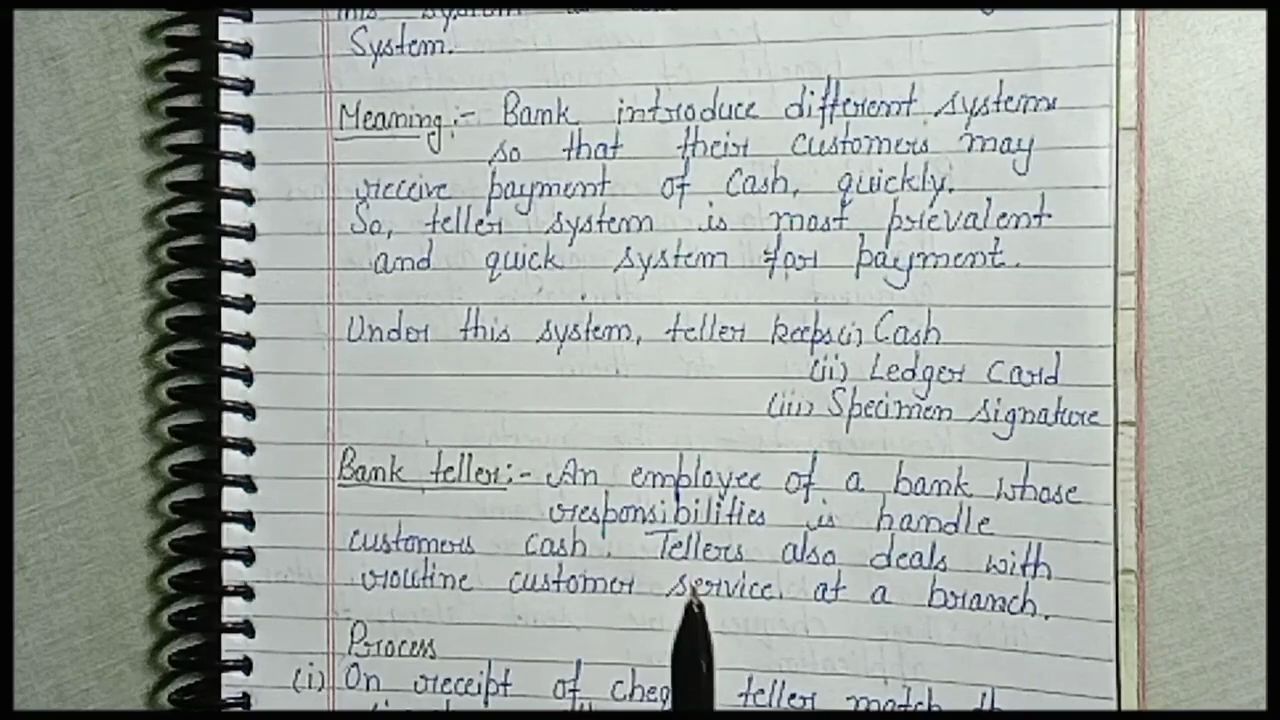 this system
System.
Meaning:- Bank introduce different systems
so that their customers may
receive payment of Cash, quickly.
So, teller system is most prevalent
and quick system for payment.
Under this system, teller keeps (i) Cash
(ii) Ledger Card
(iii) Specimen signature
Bank teller:- An employee of a bank whose
responsibilities is handle
customers cash. Tellers also deals with
routine customer service at a branch.
Process
(i) On receipt of teller match